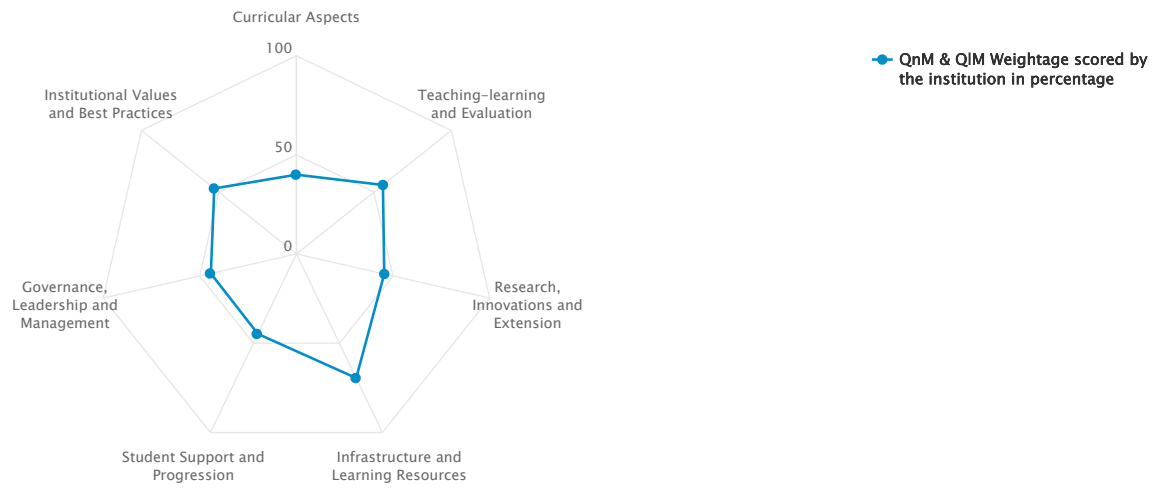 Curricular Aspects
100
Teaching-learning
and Evaluation
Institutional Values
and Best Practices
50
0
Research,
Innovations and
Extension
Governance,
Leadership and
Management
Student Support and
Progression
Infrastructure and
Learning Resources
QnM & QlM Weightage scored by
the institution in percentage